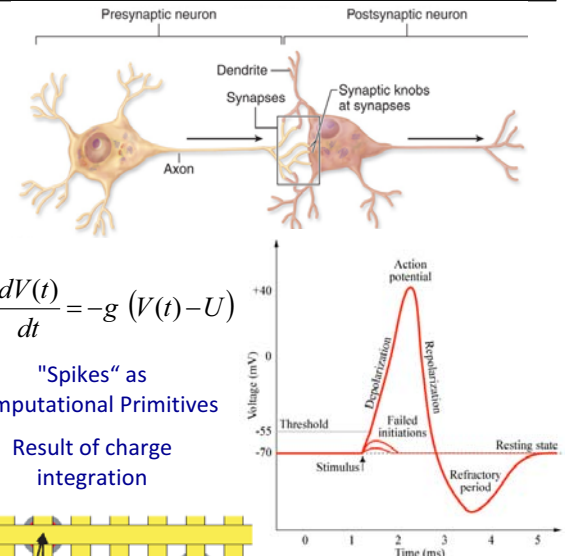 Presynaptic neuron
Postsynaptic neuron
Dendrite
Synapses
Synaptic knobs
at synapses
Axon
dV(t)
dt
= -g (V(t) - U)
"Spikes“ as
mputational Primitives
Result of charge
integration
Action
potential
+40
0
-55
-70
Voltage (mV)
Depolarization
Repolarization
Threshold
Failed
initiations
Resting state
Stimulus
Refractory
period
0 1 2 3 4 5
Time (ms)